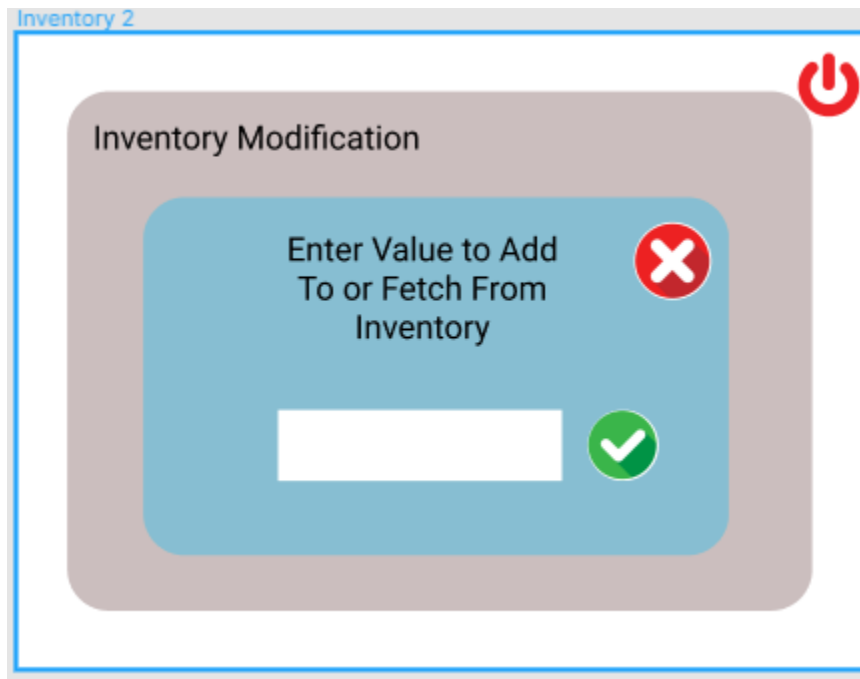 Inventory 2
Inventory Modification
Enter Value to Add
To or Fetch From
Inventory